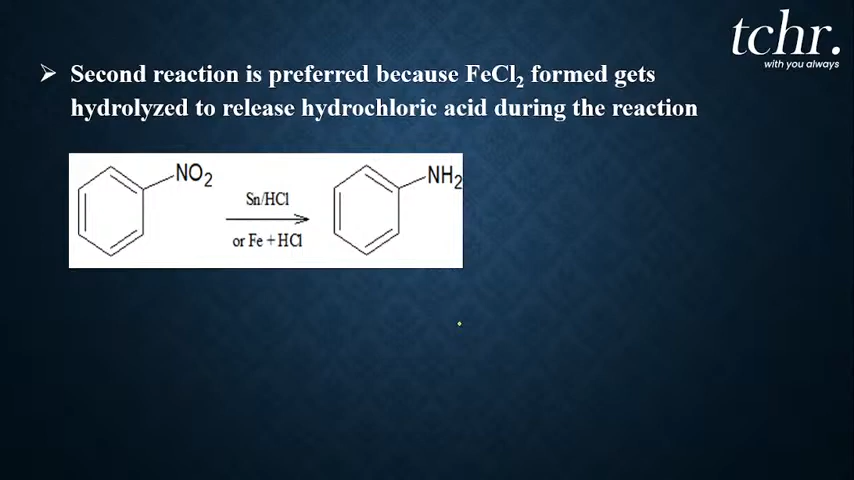 tchr.
with you always
➢ Second reaction is preferred because FeCl₂ formed gets
hydrolyzed to release hydrochloric acid during the reaction
NO₂
Sn/HCl
or Fe + HCl
NH₂